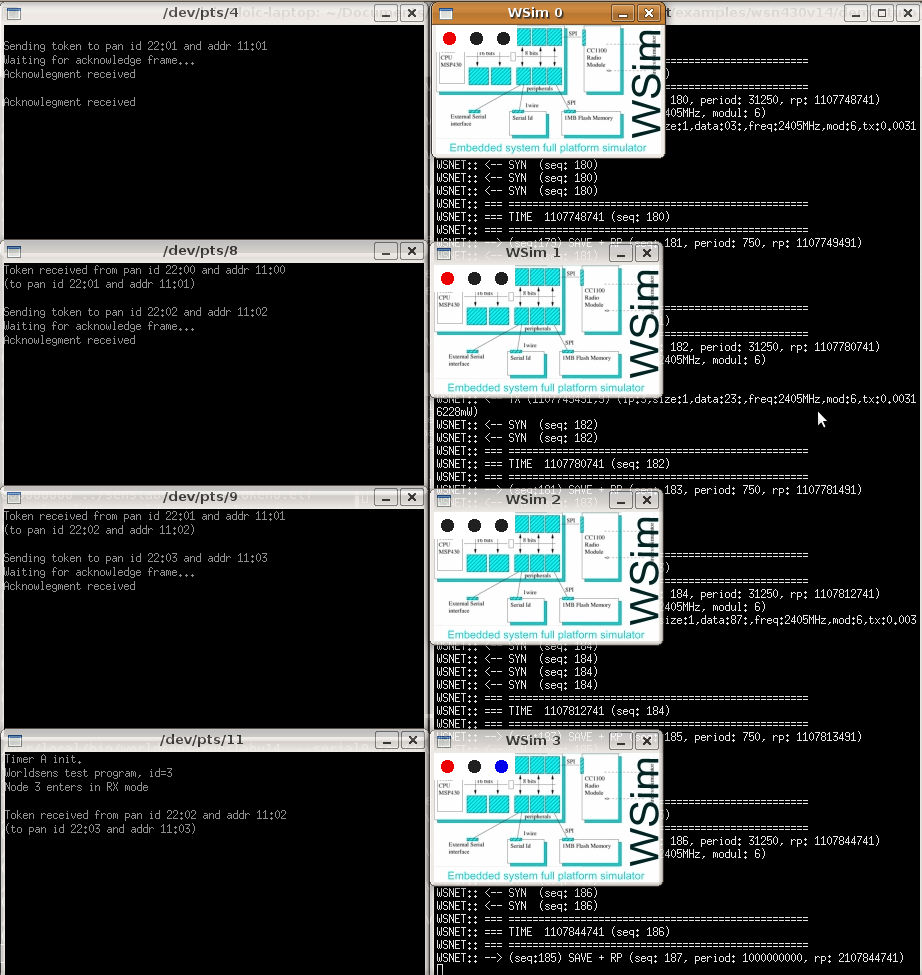 /dev/pts/4
Sending token to pan id 22:01 and addr 11:01
Waiting for acknowledge frame...
Acknowlegment received
Acknowlegment received
/dev/pts/8
Token received from pan id 22:00 and addr 11:00
(to pan id 22:01 and addr 11:01)
Sending token to pan id 22:02 and addr 11:02
Waiting for acknowledge frame...
Acknowlegment received
/dev/pts/9
Token received from pan id 22:01 and addr 11:01
(to pan id 22:02 and addr 11:02)
Sending token to pan id 22:03 and addr 11:03
Waiting for acknowledge frame...
Acknowlegment received
/dev/pts/11
Timer A init.
Worldsens test program, id=3
Node 3 enters in RX mode
Token received from pan id 22:02 and addr 11:02
(to pan id 22:03 and addr 11:03)
WSim 0
CPU
MSP430
16 bits
8 bits
SPI
CC1100
Radio
Module
peripherals
1wire
SPI
External Serial
interface
Serial Id
1MB Flash Memory
WSim
Embedded system full platform simulator
==============================================
==============================================
180, period: 31250, rp: 1107748741)
405MHz, modul: 6)
size:1,data:03:,freq:2405MHz,mod:6,tx:0.0031
WSNET:: <-- SYN  (seq: 180)
WSNET:: <-- SYN  (seq: 180)
WSNET:: <-- SYN  (seq: 180)
WSNET:: === ==============================================
WSNET:: === TIME  1107748741 (seq: 180)
WSNET:: === ==============================================
WSNET:: --> (seq:179) SAVE + RP (seq: 181, period: 750, rp: 1107749491)
WSim 1
CPU
MSP430
16 bits
8 bits
SPI
CC1100
Radio
Module
peripherals
1wire
SPI
External Serial
interface
Serial Id
1MB Flash Memory
WSim
Embedded system full platform simulator
182, period: 31250, rp: 1107780741)
405MHz, modul: 6)
WSNET:: <- TX (1107749491,3) (ip:3,size:1,data:23:,freq:2405MHz,mod:6,tx:0.0031
6228mW)
WSNET:: <-- SYN  (seq: 182)
WSNET:: <-- SYN  (seq: 182)
WSNET:: === ==============================================
WSNET:: === TIME  1107780741 (seq: 182)
WSNET:: === ==============================================
WSNET:: --> (seq:181) SAVE + RP (seq: 183, period: 750, rp: 1107781491)
WSim 2
CPU
MSP430
16 bits
8 bits
SPI
CC1100
Radio
Module
peripherals
1wire
SPI
External Serial
interface
Serial Id
1MB Flash Memory
WSim
Embedded system full platform simulator
184, period: 31250, rp: 1107812741)
405MHz, modul: 6)
size:1,data:87:,freq:2405MHz,mod:6,tx:0.003
WSNET:: <-- SYN  (seq: 184)
WSNET:: <-- SYN  (seq: 184)
WSNET:: <-- SYN  (seq: 184)
WSNET:: <-- SYN  (seq: 184)
WSNET:: === ==============================================
WSNET:: === TIME  1107812741 (seq: 184)
WSNET:: === ==============================================
185, period: 750, rp: 1107813491)
WSim 3
CPU
MSP430
16 bits
8 bits
SPI
CC1100
Radio
Module
peripherals
1wire
SPI
External Serial
interface
Serial Id
1MB Flash Memory
WSim
Embedded system full platform simulator
186, period: 31250, rp: 1107844741)
405MHz, modul: 6)
WSNET:: <-- SYN  (seq: 186)
WSNET:: <-- SYN  (seq: 186)
WSNET:: === ==============================================
WSNET:: === TIME  1107844741 (seq: 186)
WSNET:: === ==============================================
WSNET:: --> (seq:185) SAVE + RP (seq: 187, period: 1000000000, rp: 2107844741)